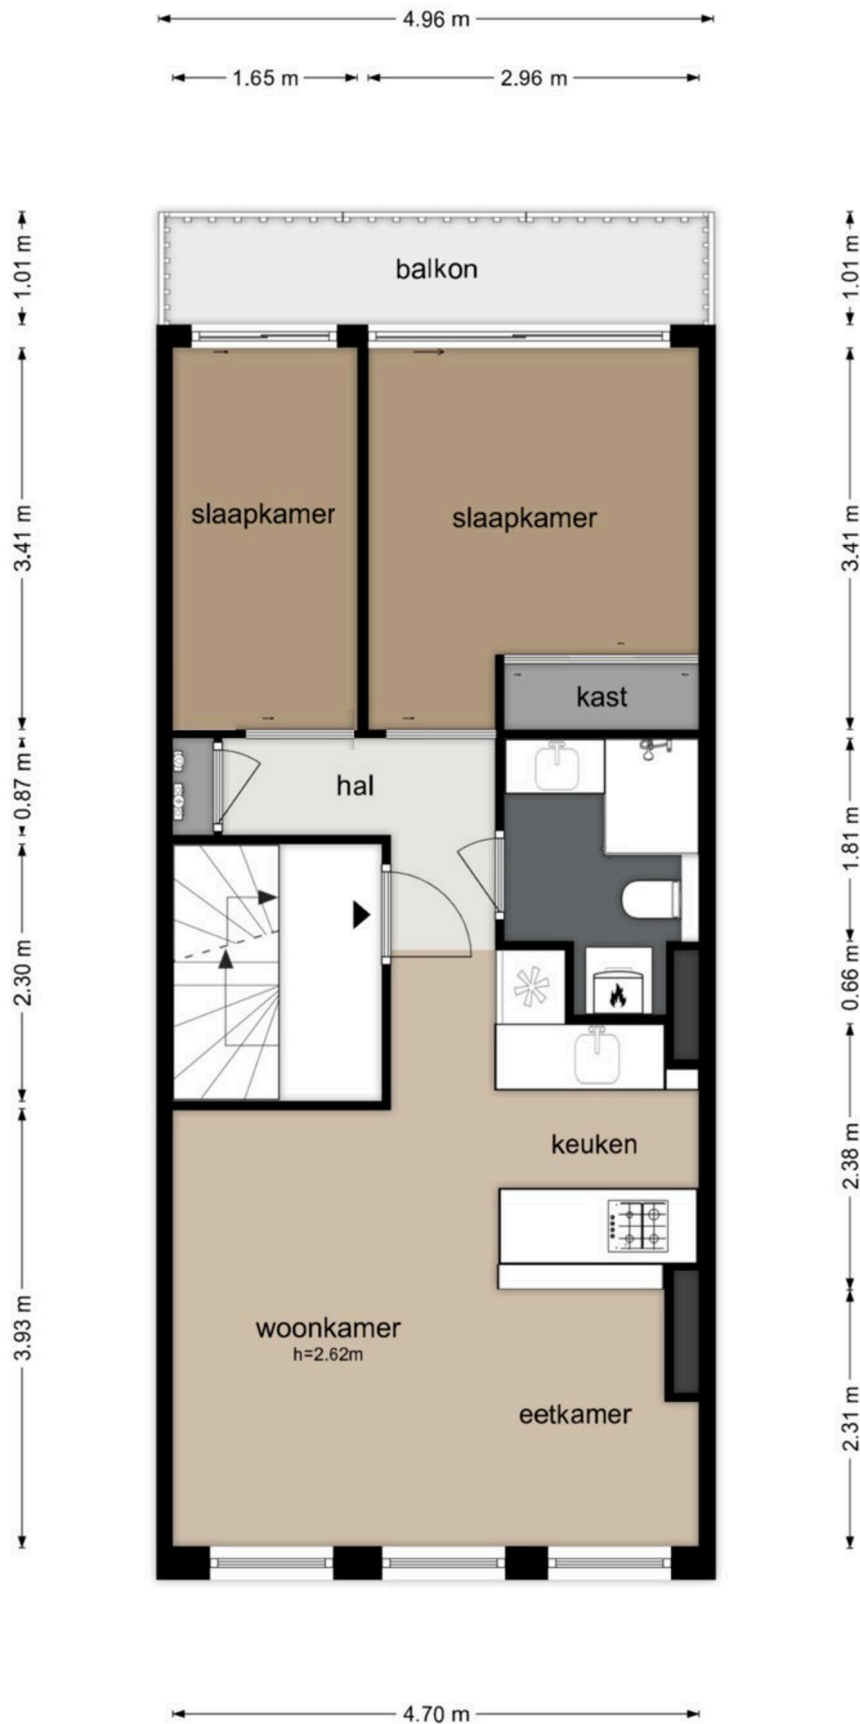 4.96 m
1.65 m
2.96 m
1.01 m
1.01 m
balkon
3.41 m
3.41 m
slaapkamer
slaapkamer
kast
0.87 m
hal
1.81 m
2.30 m
0.66 m
keuken
2.38 m
3.93 m
woonkamer
h=2.62m
eetkamer
2.31 m
4.70 m